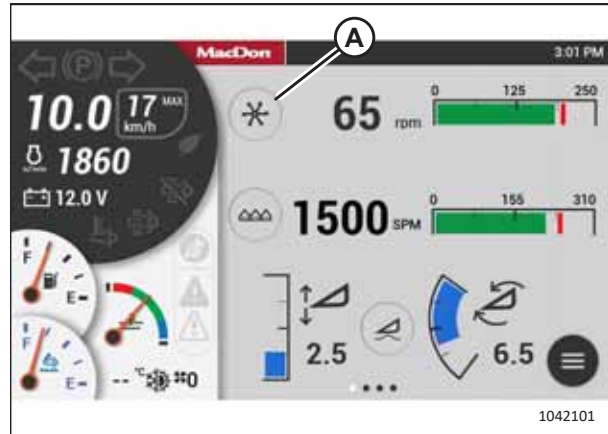 A
MacDon 3:01 PM
P
10.0 17 MAX
km/h
n/min 1860
12.0 V
65 rpm
0 125 250
1500 SPM
0 155 310
F
E
F
E
2.5
6.5
-- °C 0
1042101